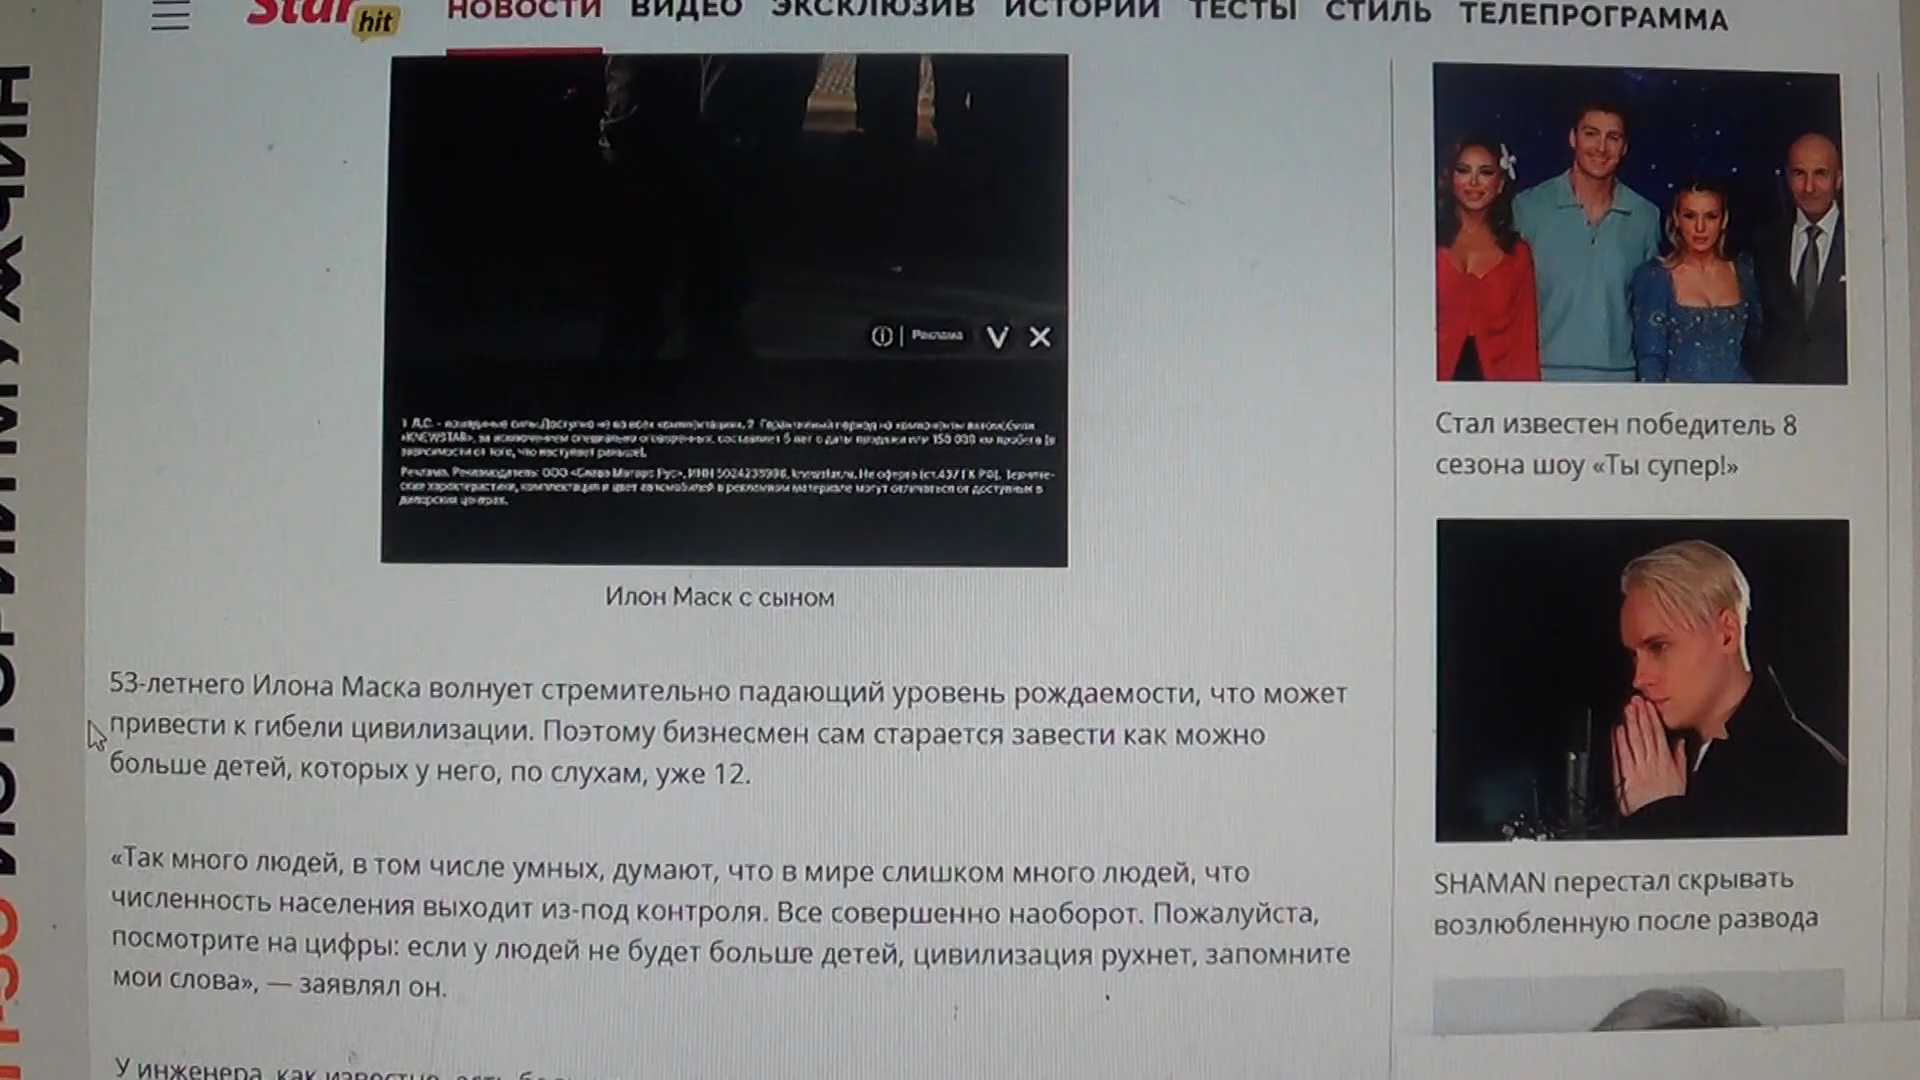 Star hit
НОВОСТИ ВИДЕО ЭКСКЛЮЗИВ ИСТОРИИ ТЕСТЫ СТИЛЬ ТЕЛЕПРОГРАММА
Реклама
Илон Маск с сыном
53-летнего Илона Маска волнует стремительно падающий уровень рождаемости, что может
привести к гибели цивилизации. Поэтому бизнесмен сам старается завести как можно
больше детей, которых у него, по слухам, уже 12.
«Так много людей, в том числе умных, думают, что в мире слишком много людей, что
численность населения выходит из-под контроля. Все совершенно наоборот. Пожалуйста,
посмотрите на цифры: если у людей не будет больше детей, цивилизация рухнет, запомните
мои слова», — заявлял он.
У инженера, как известно, есть
Стал известен победитель 8
сезона шоу «Ты супер!»
SHAMAN перестал скрывать
возлюбленную после развода